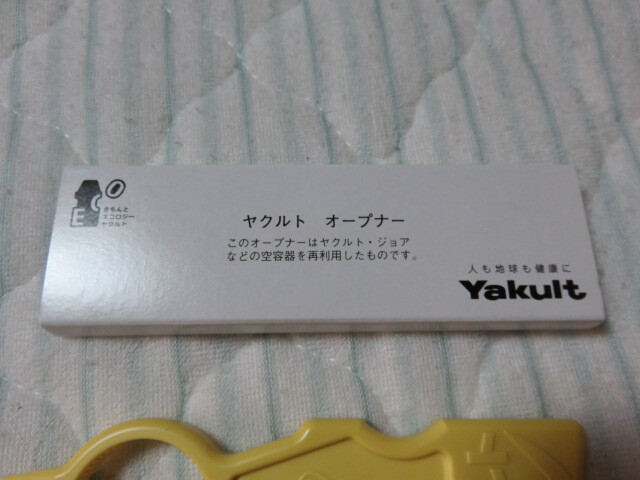 ECO
きちんと
エコロジー
ヤクルト
ヤクルト オープナー
このオープナーはヤクルト・ジョア
などの空容器を再利用したものです。
人も地球も健康に
Yakult